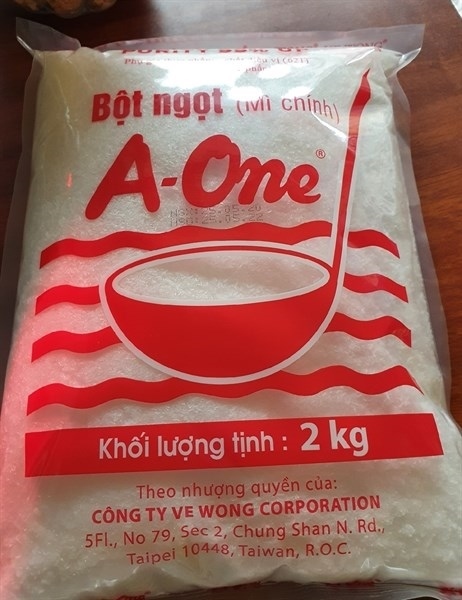 Bột ngọt (Mì chính)
A-One®
Khối lượng tịnh : 2 kg
Theo nhượng quyền của:
CÔNG TY VE WONG CORPORATION
5Fl., No 79, Sec 2, Chung Shan N. Rd.,
Taipei 10448, Taiwan, R.O.C.